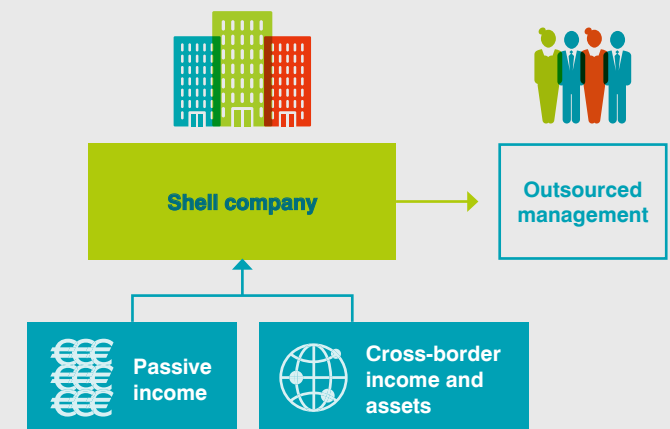 Shell company
Outsourced
management
Passive
income
Cross-border
income and
assets